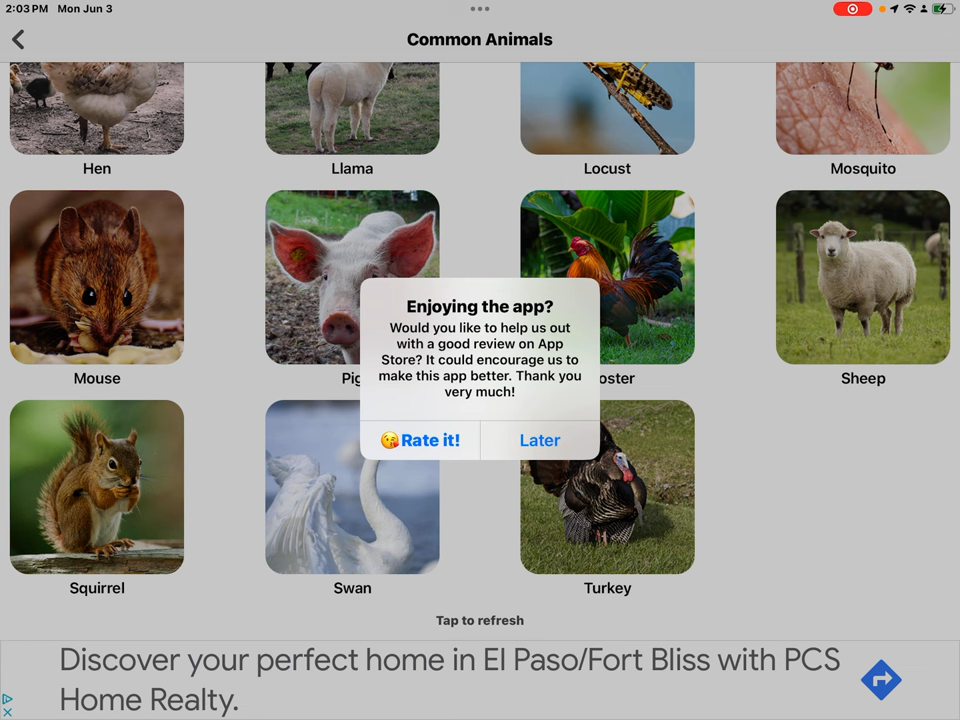 2:03 PM Mon Jun 3
Common Animals
Hen
Llama
Locust
Mosquito
Mouse
Sheep
Enjoying the app?
Would you like to help us out
with a good review on App
Store? It could encourage us to
make this app better. Thank you
very much!
😘Rate it!
Later
Squirrel
Swan
Turkey
Tap to refresh
Discover your perfect home in El Paso/Fort Bliss with PCS
Home Realty.